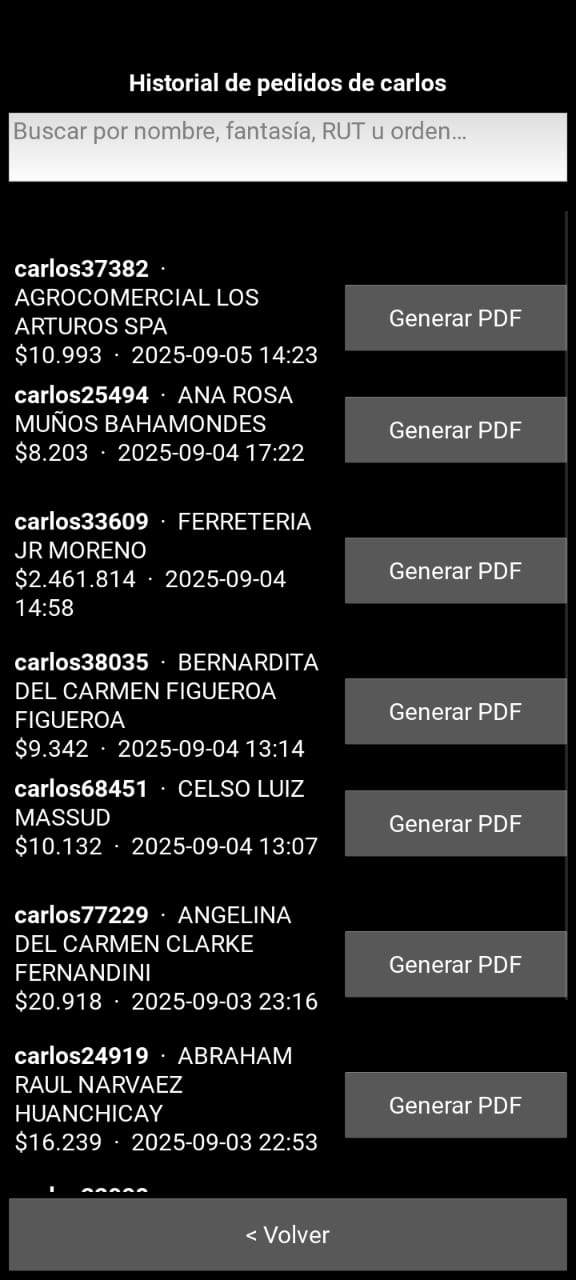 Historial de pedidos de carlos
Buscar por nombre, fantasía, RUT u orden…
carlos37382 ·
AGROCOMERCIAL LOS
ARTUROS SPA
$10.993 · 2025-09-05 14:23
Generar PDF
carlos25494 · ANA ROSA
MUÑOS BAHAMONDES
$8.203 · 2025-09-04 17:22
Generar PDF
carlos33609 · FERRETERIA
JR MORENO
$2.461.814 · 2025-09-04
14:58
Generar PDF
carlos38035 · BERNARDITA
DEL CARMEN FIGUEROA
FIGUEROA
$9.342 · 2025-09-04 13:14
Generar PDF
carlos68451 · CELSO LUIZ
MASSUD
$10.132 · 2025-09-04 13:07
Generar PDF
carlos77229 · ANGELINA
DEL CARMEN CLARKE
FERNANDINI
$20.918 · 2025-09-03 23:16
Generar PDF
carlos24919 · ABRAHAM
RAUL NARVAEZ
HUANCHICAY
$16.239 · 2025-09-03 22:53
Generar PDF
< Volver